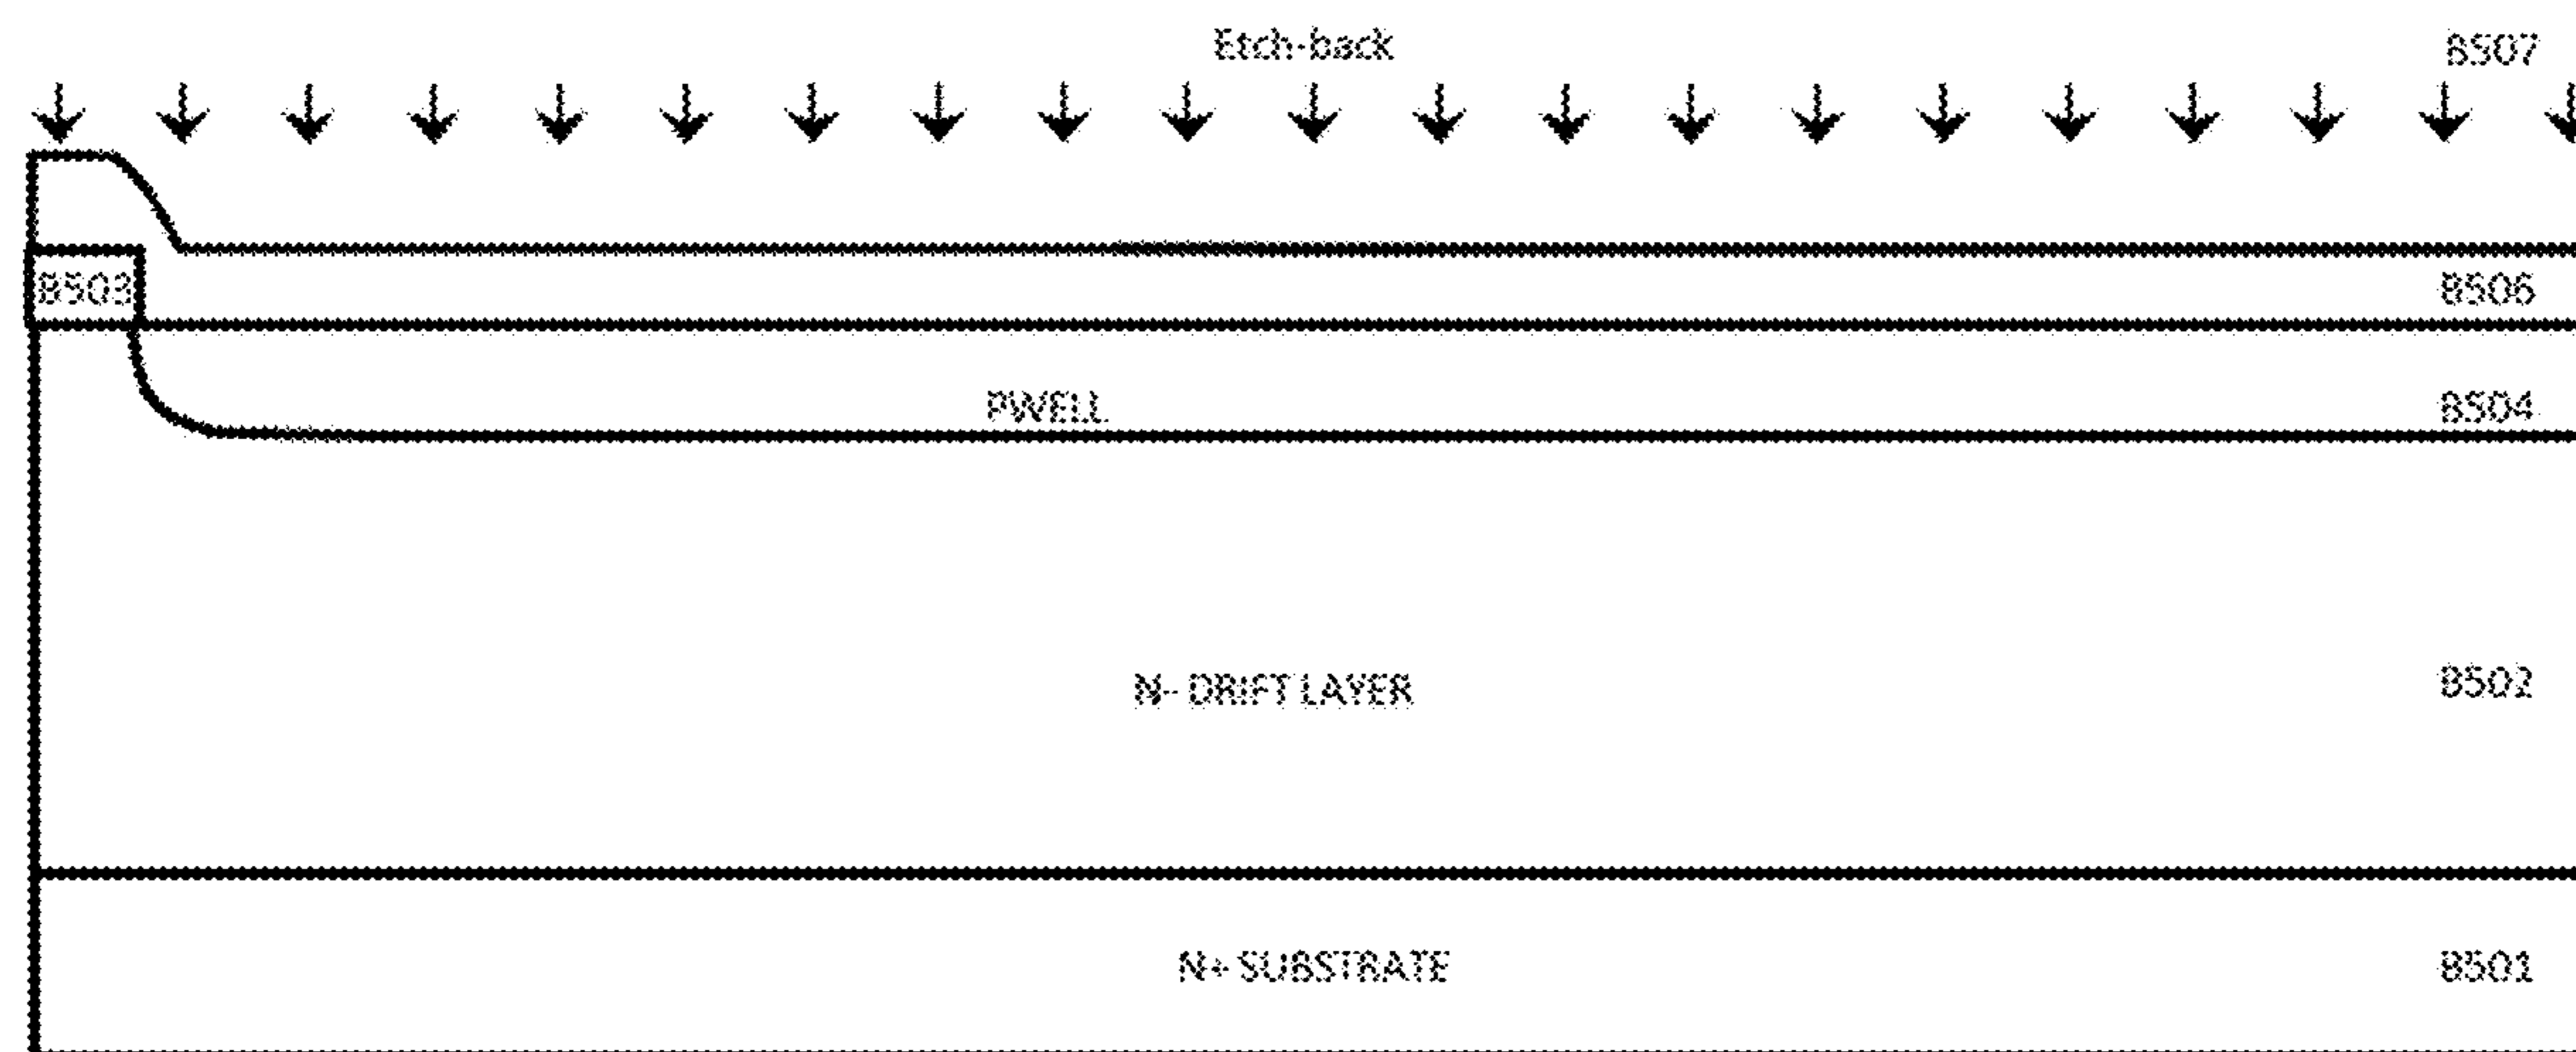 Etch-back 8507
8503
8506
PWELL 8504
N- DRIFT LAYER 8502
N+ SUBSTRATE 8501